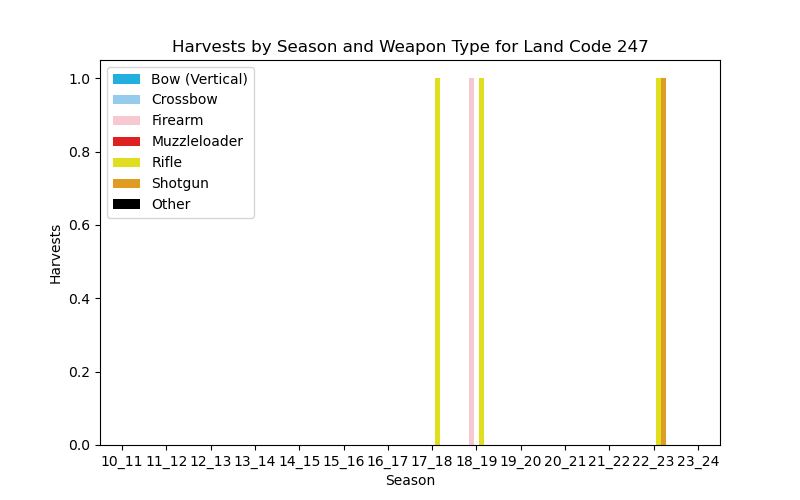 Harvests by Season and Weapon Type for Land Code 247
1.0
0.8
0.6
0.4
0.2
0.0
Harvests
Bow (Vertical)
Crossbow
Firearm
Muzzleloader
Rifle
Shotgun
Other
10_11 11_12 12_13 13_14 14_15 15_16 16_17 17_18 18_19 19_20 20_21 21_22 22_23 23_24
Season